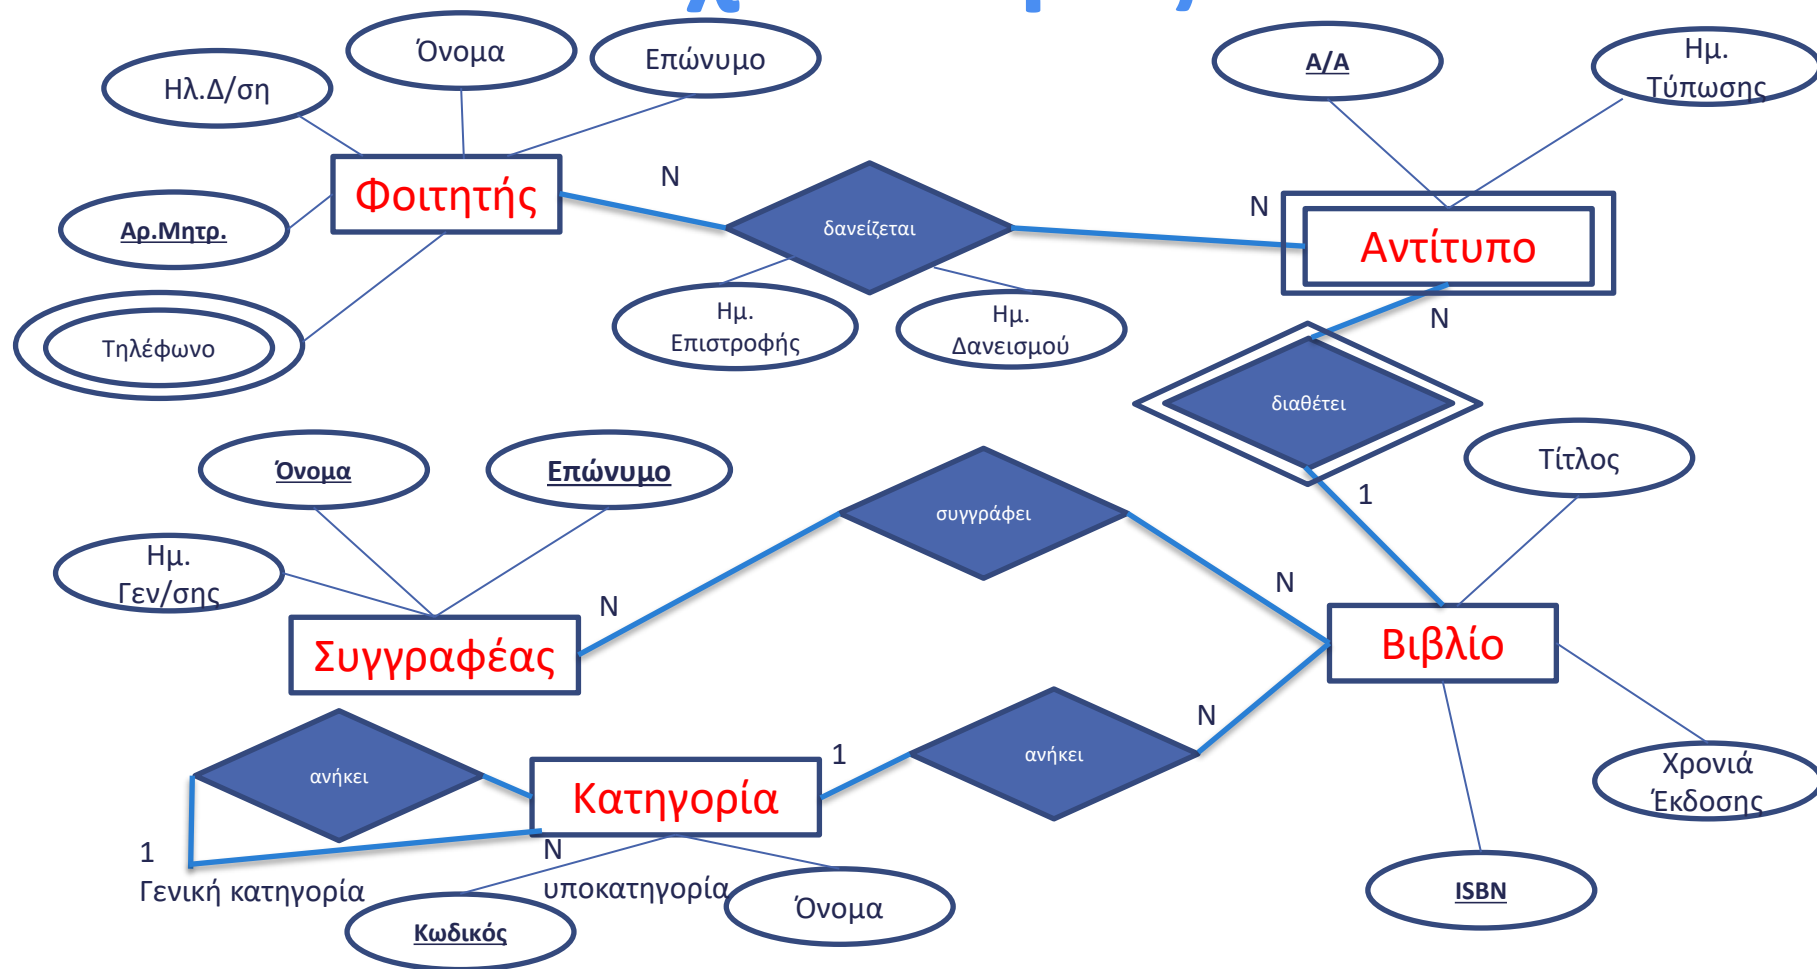 Όνομα
Επώνυμο
Ηλ.Δ/ση
Α/Α
Ημ.
Τύπωσης
Φοιτητής
N
δανείζεται
N
Αντίτυπο
Αρ.Μητρ.
Τηλέφωνο
Ημ.
Επιστροφής
Ημ.
Δανεισμού
N
διαθέτει
1
Τίτλος
Όνομα
Επώνυμο
συγγράφει
Ημ.
Γεν/σης
N
N
Συγγραφέας
Βιβλίο
ανήκει
Κατηγορία
1
ανήκει
N
Χρονιά
Έκδοσης
1
Γενική κατηγορία
N
υποκατηγορία
Όνομα
Κωδικός
ISBN